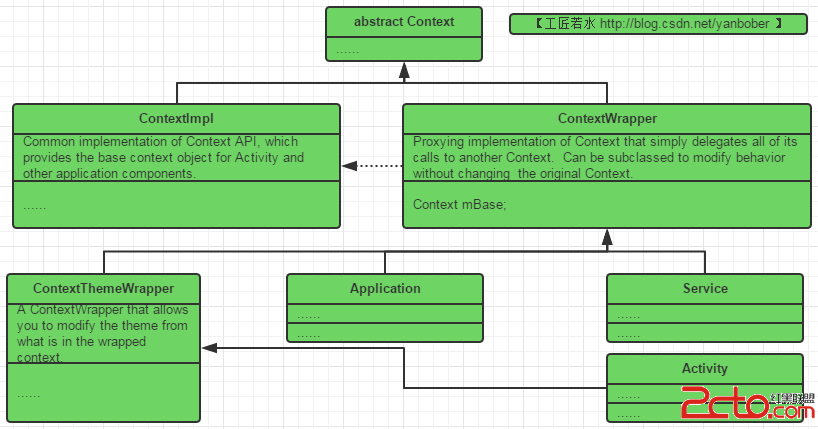 abstract Context
......
【工匠若水 http://blog.csdn.net/yanbober 】
ContextImpl
Common implementation of Context API, which
provides the base context object for Activity and
other application components.
......
ContextWrapper
Proxying implementation of Context that simply delegates all of its
calls to another Context. Can be subclassed to modify behavior
without changing the original Context.
Context mBase;
ContextThemeWrapper
A ContextWrapper that allows
you to modify the theme from
what is in the wrapped
context.
......
Application
......
......
Service
......
......
Activity
......
......
2cto.com
红黑联盟